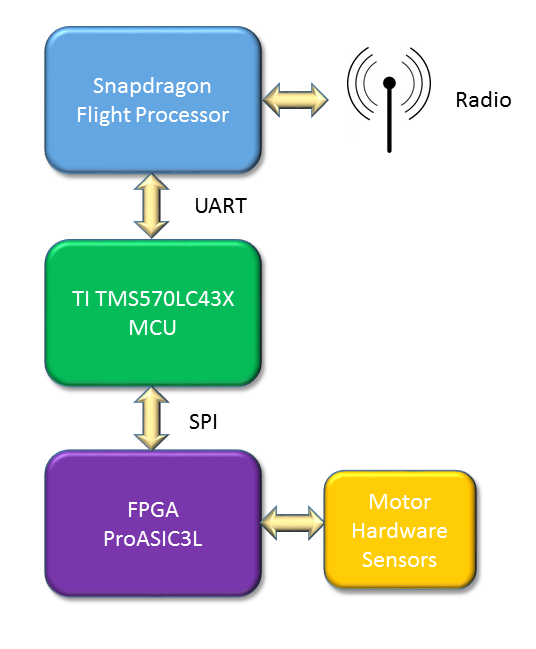 Snapdragon
Flight Processor
Radio
UART
TI TMS570LC43X
MCU
SPI
FPGA
ProASIC3L
Motor
Hardware
Sensors